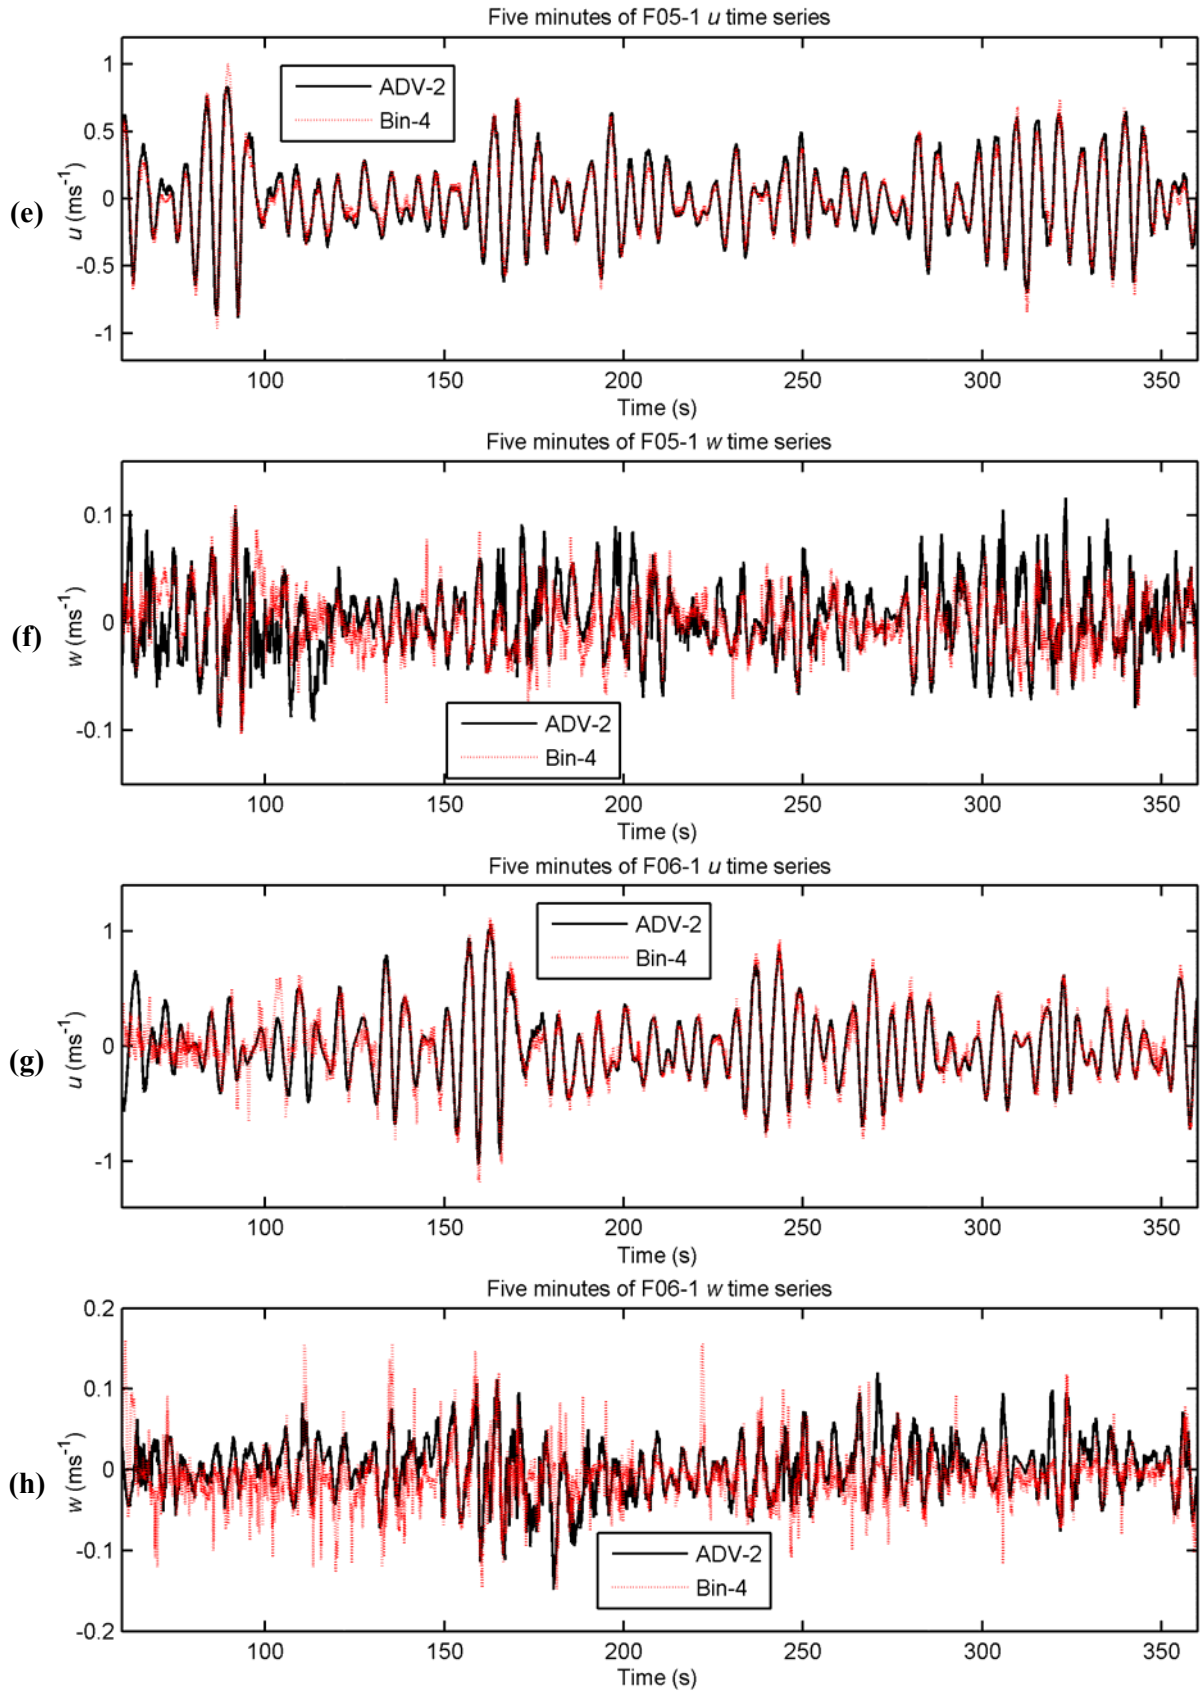 Five minutes of F05-1 u time series
1
0.5
0
-0.5
-1
(e)
u (ms⁻¹)
ADV-2
Bin-4
100 150 200 250 300 350
Time (s)
Five minutes of F05-1 w time series
0.1
0
-0.1
(f)
w (ms⁻¹)
ADV-2
Bin-4
100 150 200 250 300 350
Time (s)
Five minutes of F06-1 u time series
1
0
-1
(g)
u (ms⁻¹)
ADV-2
Bin-4
100 150 200 250 300 350
Time (s)
Five minutes of F06-1 w time series
0.2
0.1
0
-0.1
-0.2
(h)
w (ms⁻¹)
ADV-2
Bin-4
100 150 200 250 300 350
Time (s)